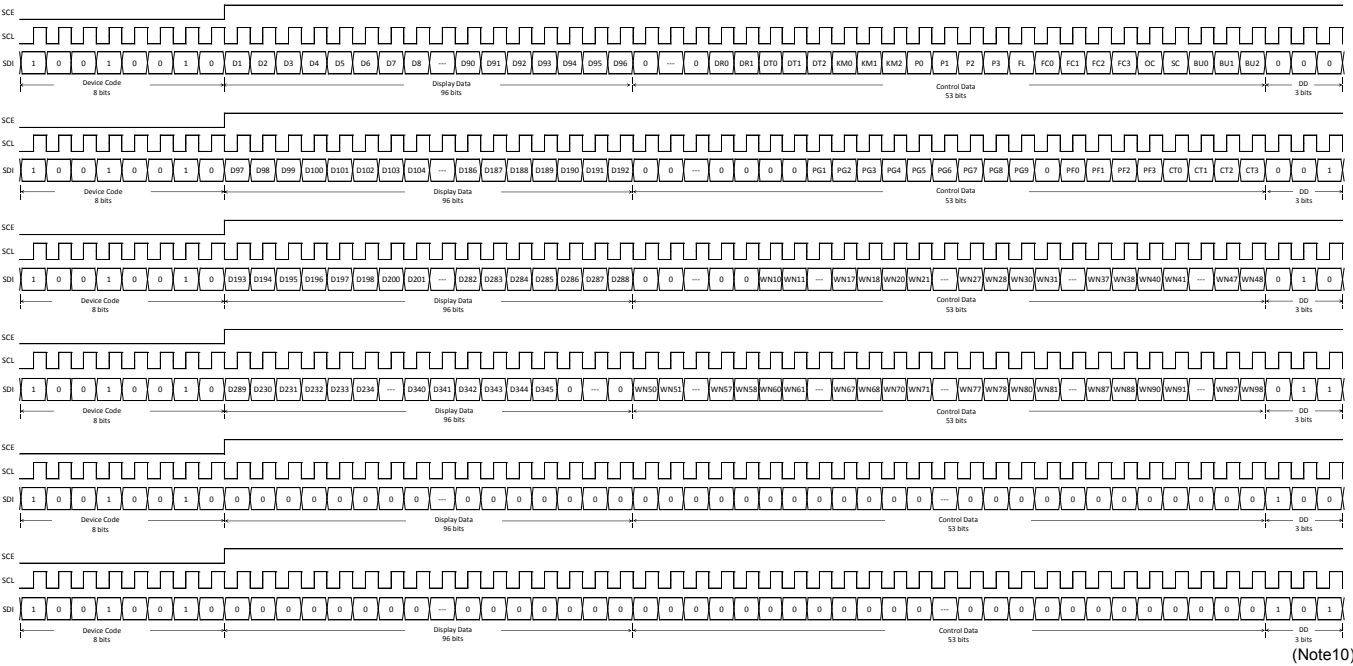 SCE
SCL
SDI 1 0 0 1 0 0 1 0 D1 D2 D3 D4 D5 D6 D7 D8 --- D90 D91 D92 D93 D94 D95 D96 0 --- 0 DR0 DR1 DT0 DT1 DT2 KM0 KM1 KM2 P0 P1 P2 P3 FL FC0 FC1 FC2 FC3 OC SC BU0 BU1 BU2 0 0 0
Device Code Display Data Control Data DD
8 bits 96 bits 53 bits 3 bits
SCE
SCL
SDI 1 0 0 1 0 0 1 0 D97 D98 D99 D100 D101 D102 D103 D104 --- D186 D187 D188 D189 D190 D191 D192 0 0 --- 0 0 0 0 PG1 PG2 PG3 PG4 PG5 PG6 PG7 PG8 PG9 0 PF0 PF1 PF2 PF3 CT0 CT1 CT2 CT3 0 0 1
Device Code Display Data Control Data DD
8 bits 96 bits 53 bits 3 bits
SCE
SCL
SDI 1 0 0 1 0 0 1 0 D193 D194 D195 D196 D197 D198 D200 D201 --- D282 D283 D284 D285 D286 D287 D288 0 0 --- 0 0 WN10 WN11 --- WN17 WN18 WN20 WN21 --- WN27 WN28 WN30 WN31 --- WN37 WN38 WN40 WN41 --- WN47 WN48 0 1 0
Device Code Display Data Control Data DD
8 bits 96 bits 53 bits 3 bits
SCE
SCL
SDI 1 0 0 1 0 0 1 0 D289 D230 D231 D232 D233 D234 --- D340 D341 D342 D343 D344 D345 0 --- 0 WN50 WN51 --- WN57 WN58 WN60 WN61 --- WN67 WN68 WN70 WN71 --- WN77 WN78 WN80 WN81 --- WN87 WN88 WN90 WN91 --- WN97 WN98 0 1 1
Device Code Display Data Control Data DD
8 bits 96 bits 53 bits 3 bits
SCE
SCL
SDI 1 0 0 1 0 0 1 0 0 0 0 0 0 0 0 0 --- 0 0 0 0 0 0 0 0 0 0 0 0 0 0 0 0 0 0 0 --- 0 0 0 0 0 0 0 0 0 0 0 0 1 0 0
Device Code Display Data Control Data DD
8 bits 96 bits 53 bits 3 bits
SCE
SCL
SDI 1 0 0 1 0 0 1 0 0 0 0 0 0 0 0 0 --- 0 0 0 0 0 0 0 0 0 0 0 0 0 0 0 0 0 0 0 --- 0 0 0 0 0 0 0 0 0 0 0 0 1 0 1
Device Code Display Data Control Data DD
8 bits 96 bits 53 bits 3 bits
(Note10)